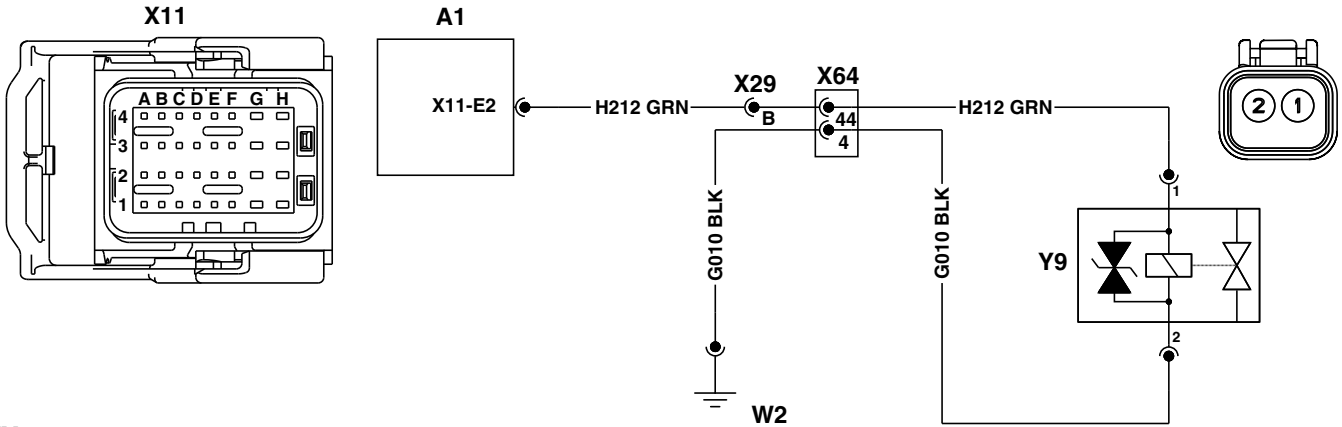 X11
A1
X29
X64
A B C D E F G H
4
3
2
1
X11-E2
H212 GRN
B
44
4
H212 GRN
2 1
G010 BLK
G010 BLK
1
Y9
2
W2